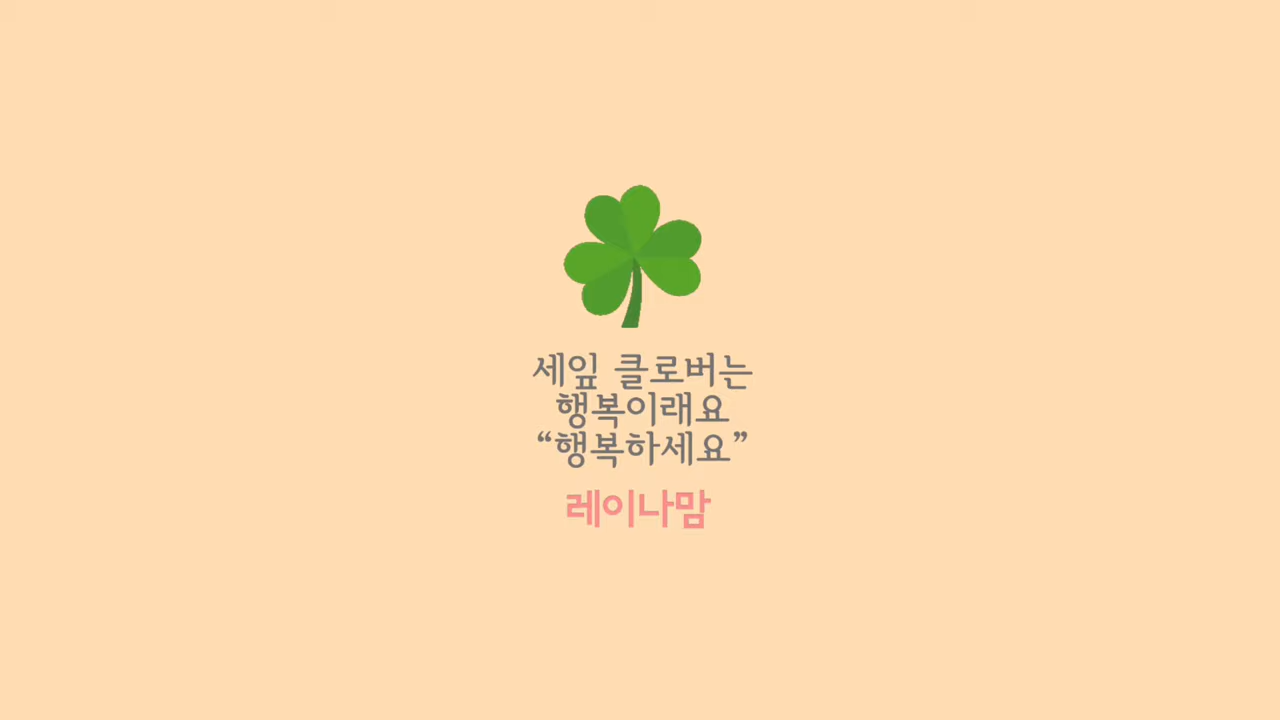 세잎 클로버는
행복이래요
“행복하세요”
레이나맘